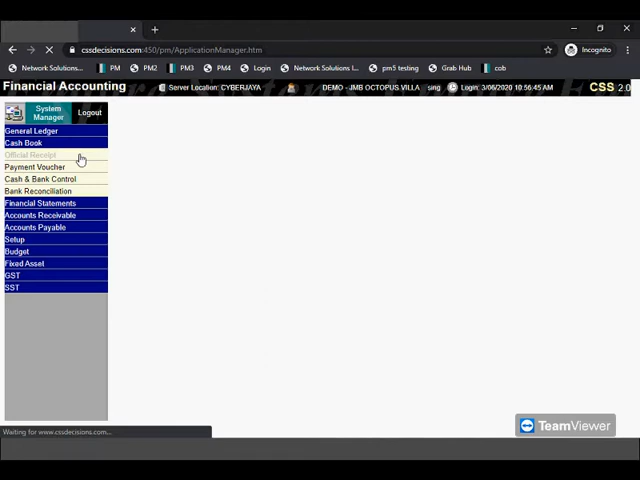 cssdecisions.com:450/pm/ApplicationManager.htm
Incognito
Network Solutions... PM PM2 PM3 PM4 Login Network Solutions I... pm5 testing Grab Hub cob
Financial Accounting
Server Location: CYBERJAYA
DEMO - JMB OCTOPUS VILLA
sing
Login: 3/06/2020 10:56:45 AM
CSS 2.0
System Manager
Logout
General Ledger
Cash Book
Official Receipt
Payment Voucher
Cash & Bank Control
Bank Reconciliation
Financial Statements
Accounts Receivable
Accounts Payable
Setup
Budget
Fixed Asset
GST
SST
Waiting for www.cssdecisions.com...
TeamViewer